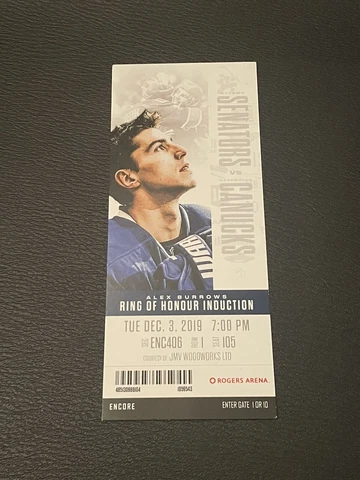 SENATORS
VS
CANUCKS
ALEX BURROWS
RING OF HONOUR INDUCTION
TUE DEC. 3, 2019 7:00 PM
ENC406 1 105
COURTESY OF JMV WOODWORKS LTD
ROGERS ARENA
ENCORE
ENTER GATE 1 OR 10